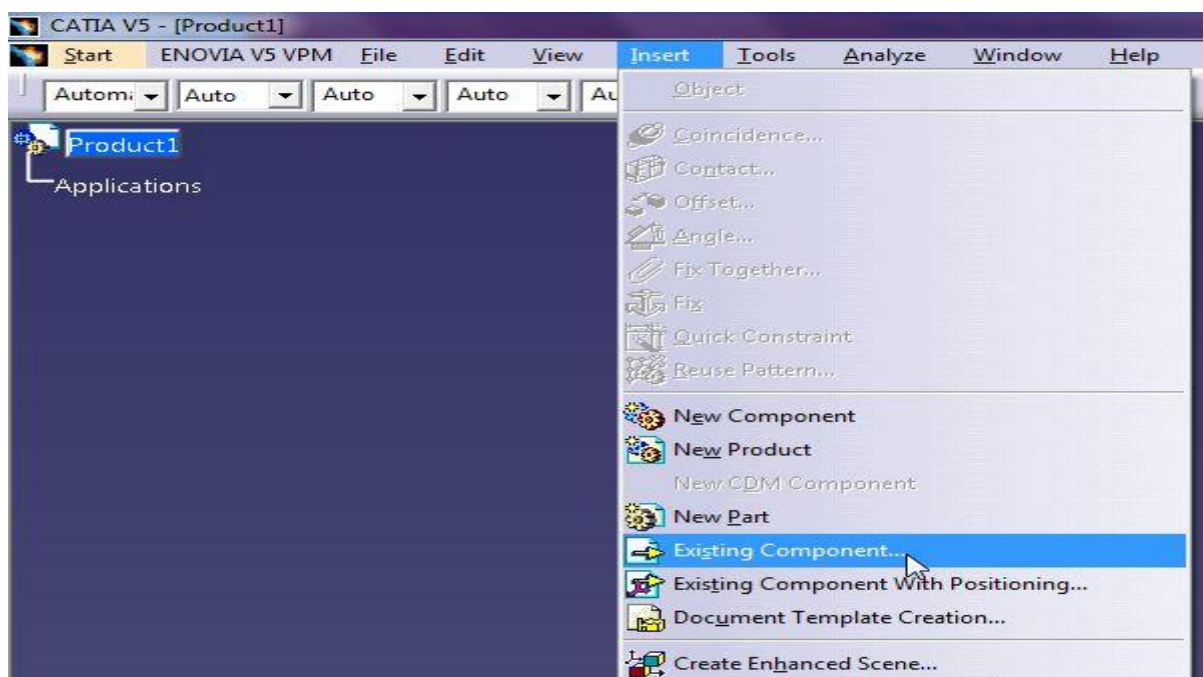 CATIA V5 - [Product1]
Start ENOVIA V5 VPM File Edit View Insert Tools Analyze Window Help
Auto Auto Auto
Product1
Applications
Object
Coincidence...
Contact...
Offset...
Angle...
Fix Together...
Fix
Quick Constraint
Reuse Pattern...
New Component
New Product
New CDM Component
New Part
Existing Component...
Existing Component With Positioning...
Document Template Creation...
Create Enhanced Scene...